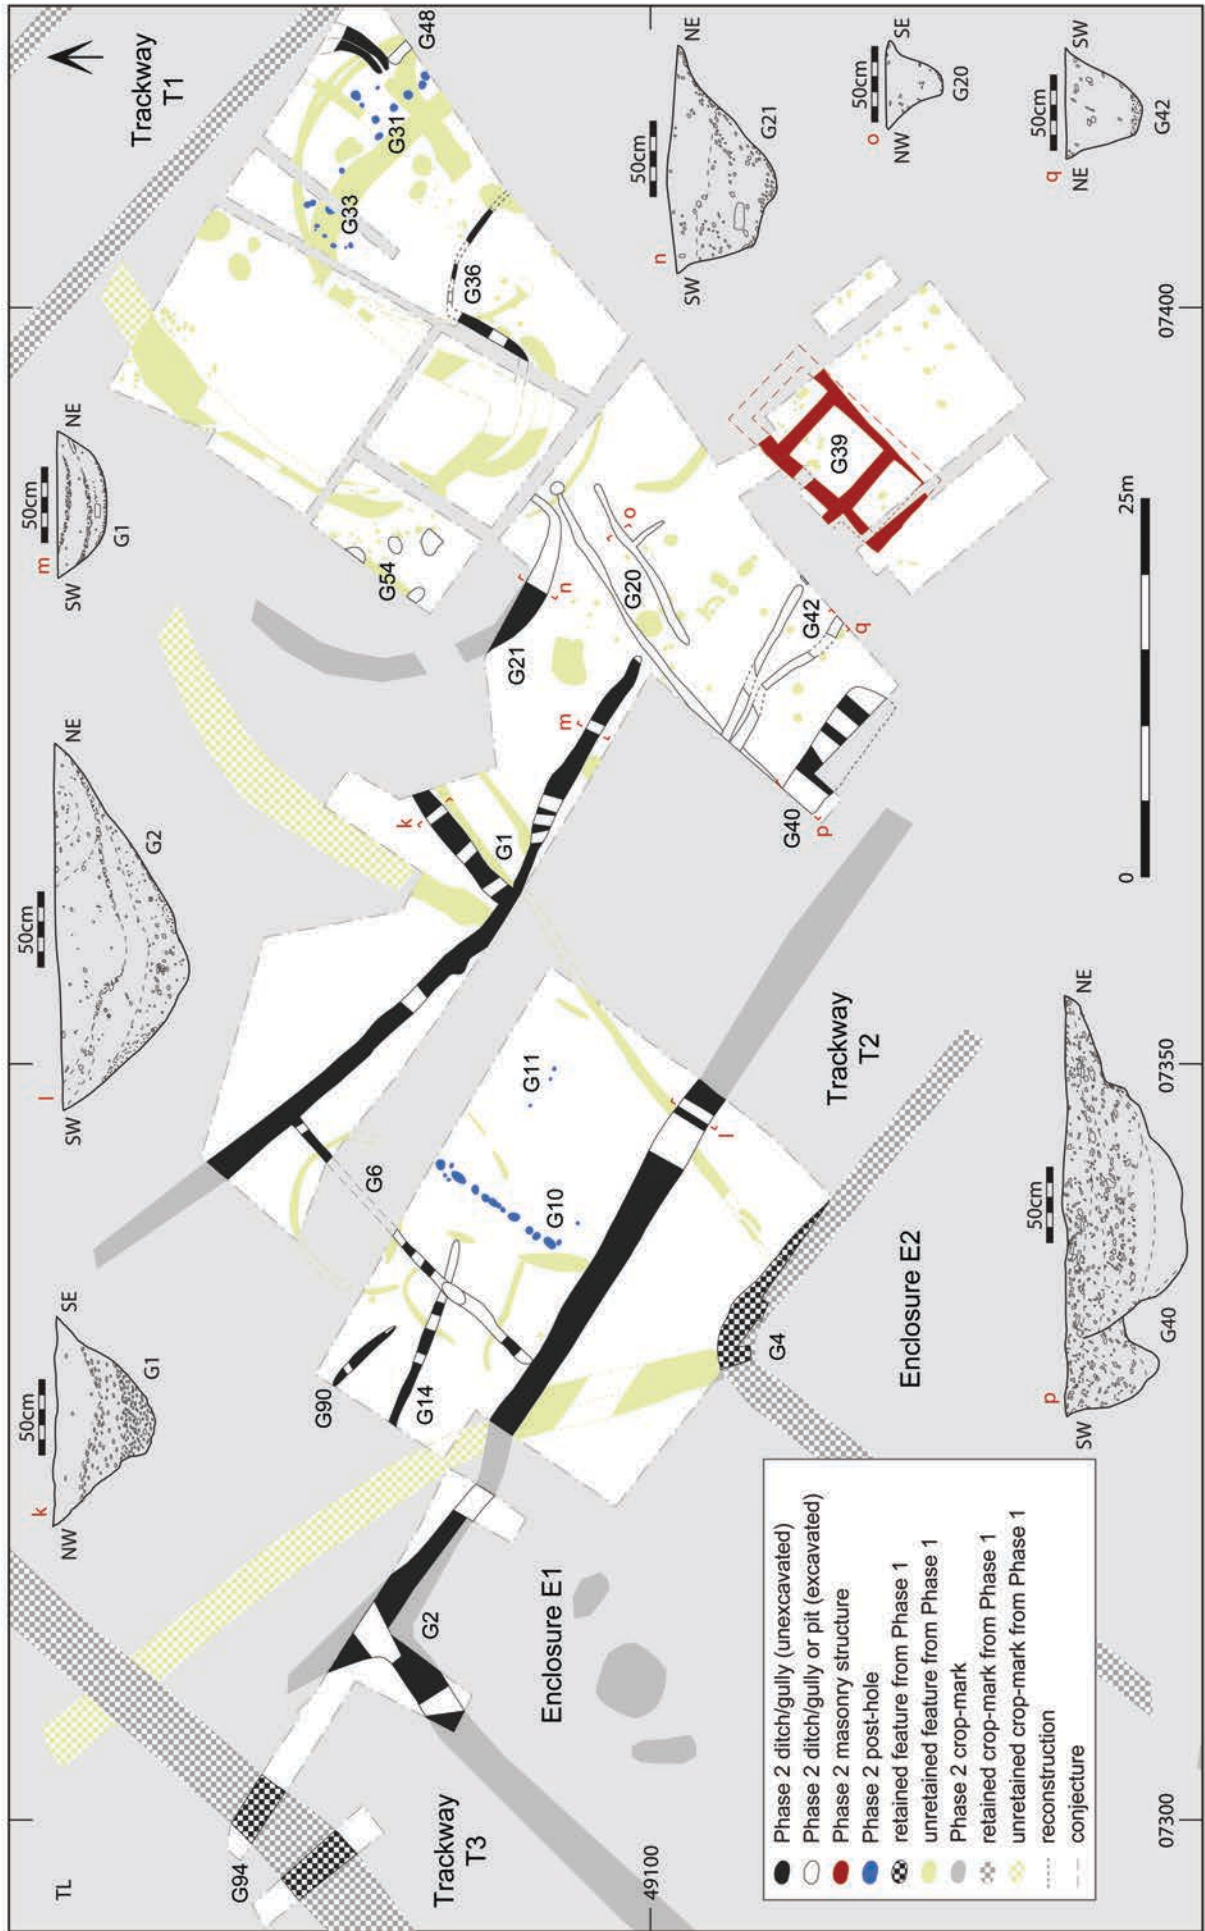 TL
07300
07350
07400
49100
Trackway
T1
Trackway
T2
Trackway
T3
Enclosure E1
Enclosure E2
G94
G2
G90
G14
G6
G10
G11
G4
G1
G21
G54
G36
G33
G31
G48
G20
G42
G40
G39
k
l
m
n
o
p
q
k
50cm
NW
SE
G1
l
50cm
SW
NE
G2
m
50cm
SW
NE
G1
n
50cm
SW
NE
G21
o
50cm
NW
SE
G20
p
50cm
SW
NE
G40
q
50cm
NE
SW
G42
0
25m
Phase 2 ditch/gully (unexcavated)
Phase 2 ditch/gully or pit (excavated)
Phase 2 masonry structure
Phase 2 post-hole
retained feature from Phase 1
unretained feature from Phase 1
Phase 2 crop-mark
retained crop-mark from Phase 1
unretained crop-mark from Phase 1
reconstruction
conjecture